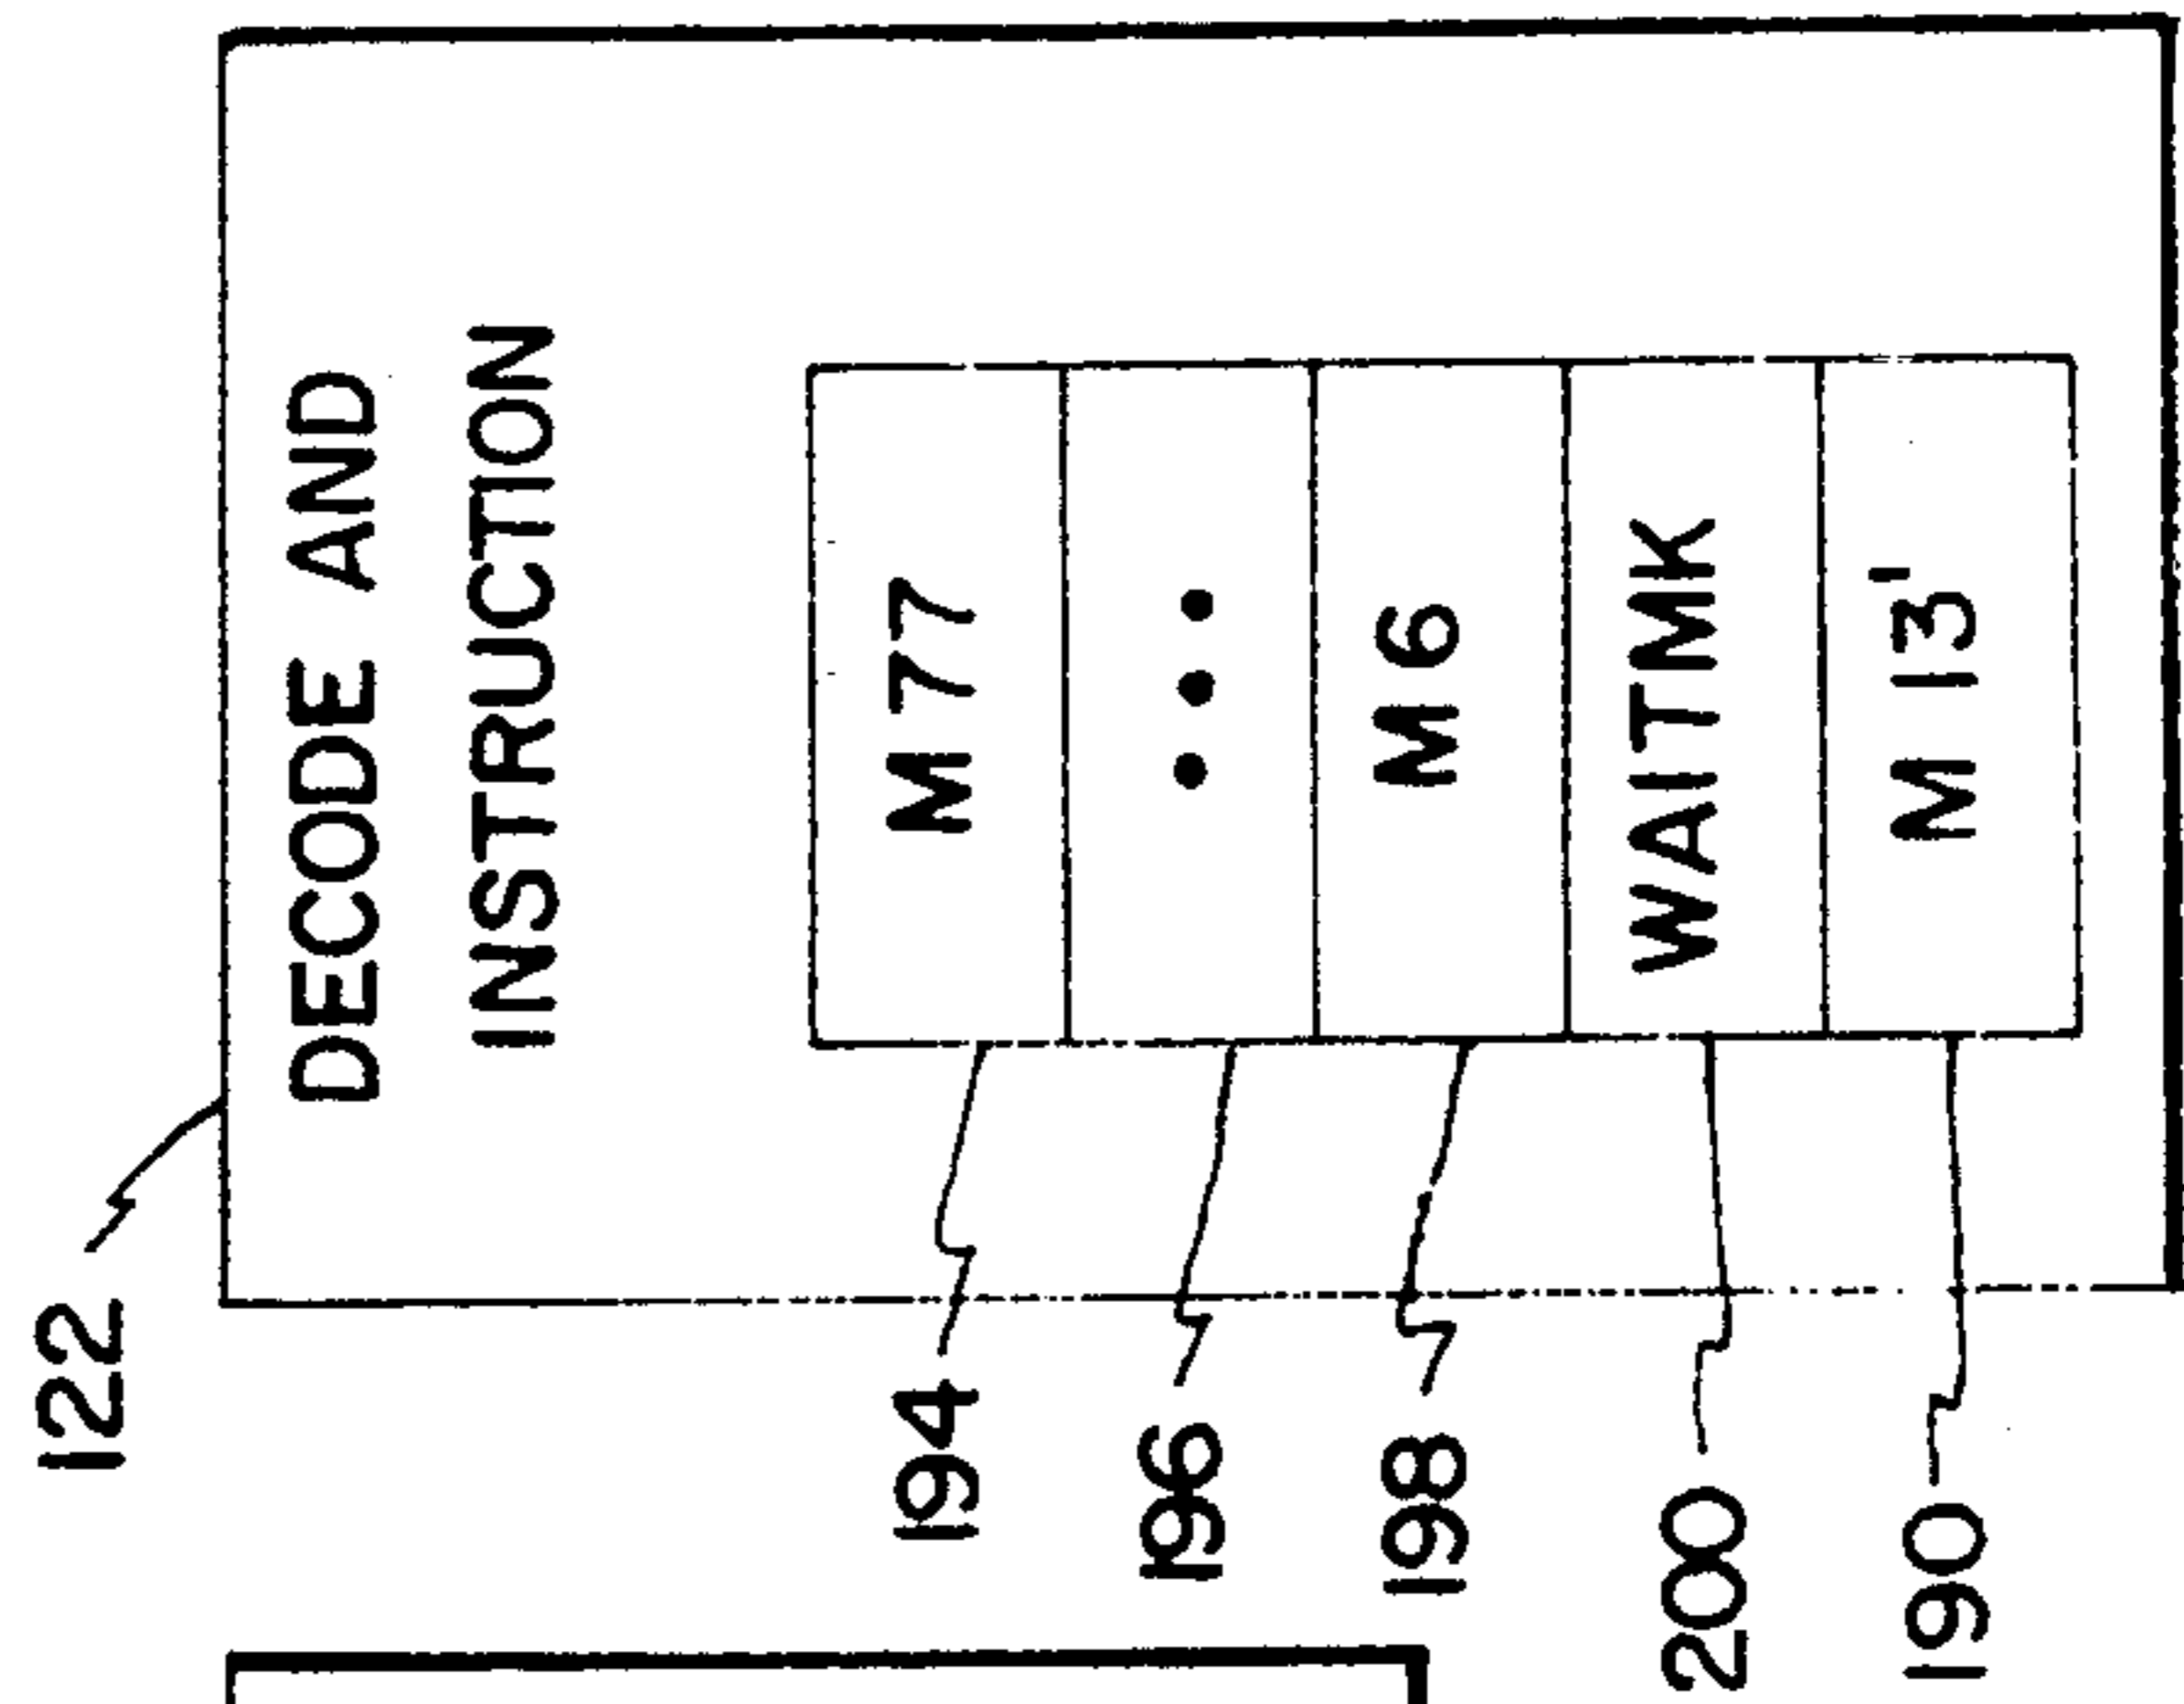 122
DECODE AND
INSTRUCTION
194 M 77
196 •••
198 M 6
200 WAITMK
190 M 13'